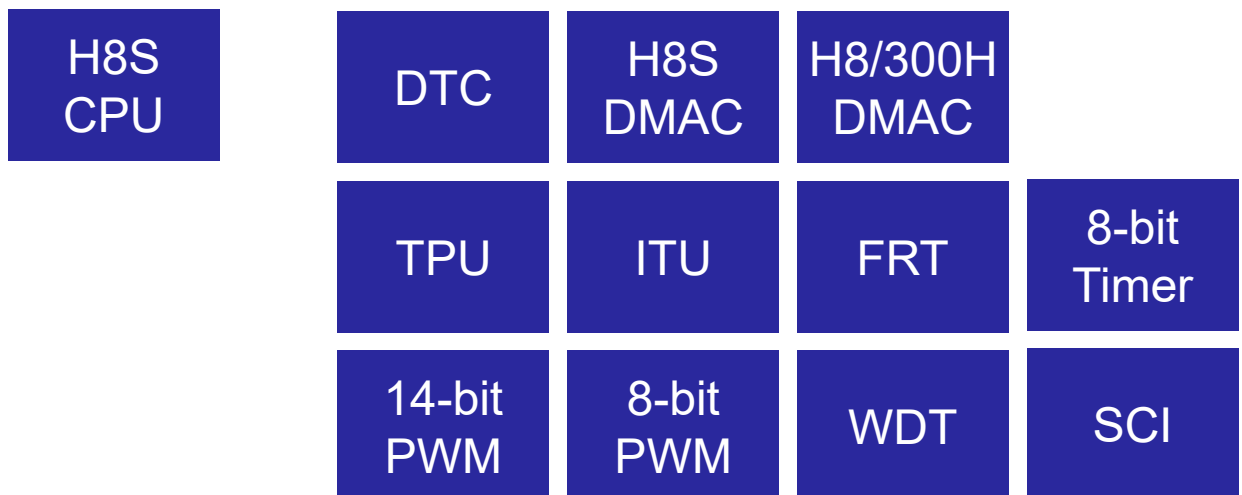 H8S
CPU
DTC
H8S
DMAC
H8/300H
DMAC
TPU
ITU
FRT
8-bit
Timer
14-bit
PWM
8-bit
PWM
WDT
SCI